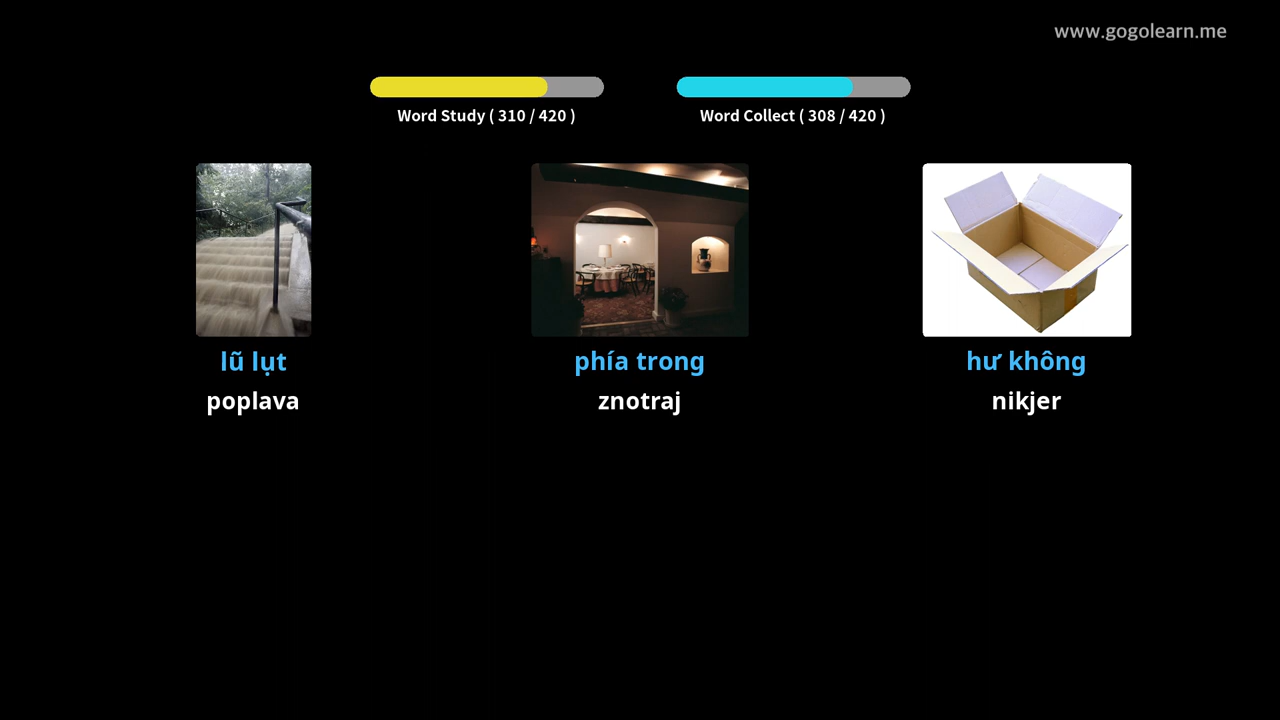 www.gogolearn.me
Word Study ( 310 / 420 )
Word Collect ( 308 / 420 )
lũ lụt
phía trong
hư không
poplava
znotraj
nikjer